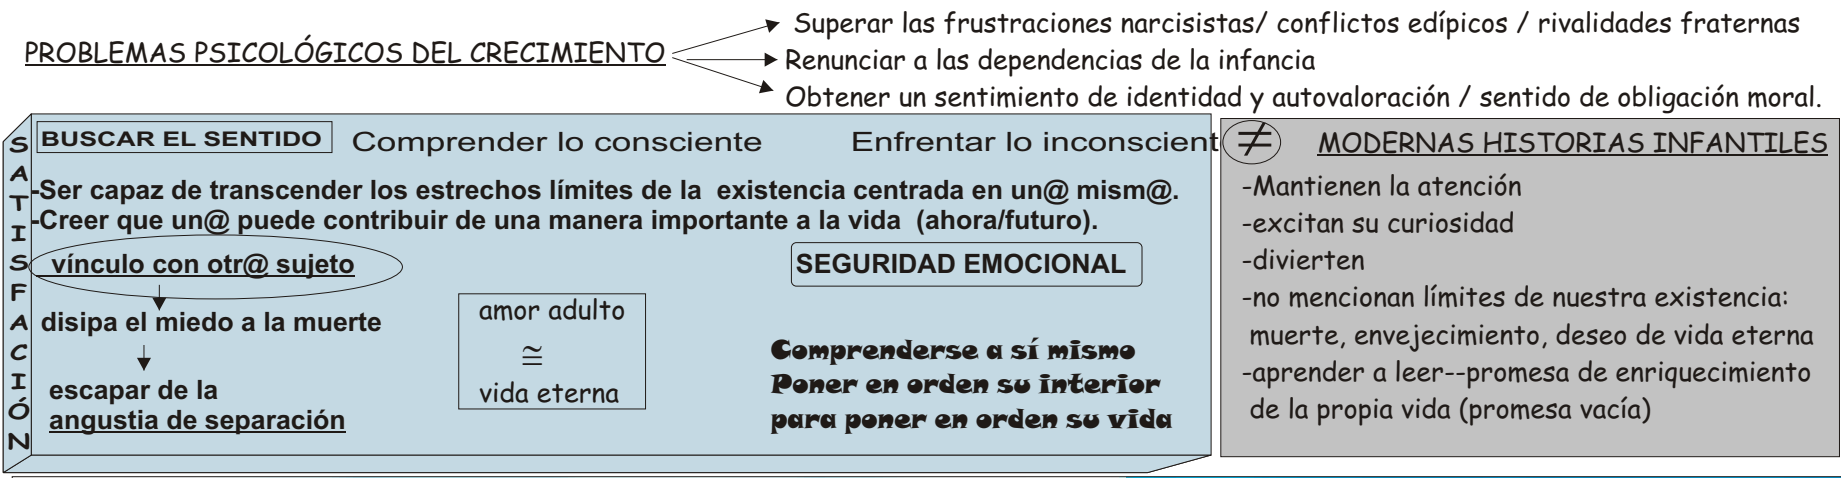 Superar las frustraciones narcisistas/ conflictos edípicos / rivalidades fraternas
PROBLEMAS PSICOLÓGICOS DEL CRECIMIENTO
Renunciar a las dependencias de la infancia
Obtener un sentimiento de identidad y autovaloración / sentido de obligación moral.
SATISFACIÓN
BUSCAR EL SENTIDO Comprender lo consciente Enfrentar lo inconscient
-Ser capaz de transcender los estrechos límites de la existencia centrada en un@ mism@.
-Creer que un@ puede contribuir de una manera importante a la vida (ahora/futuro).
vínculo con otr@ sujeto
disipa el miedo a la muerte
escapar de la
angustia de separación
amor adulto
≅
vida eterna
SEGURIDAD EMOCIONAL
Comprenderse a sí mismo
Poner en orden su interior
para poner en orden su vida
≠ MODERNAS HISTORIAS INFANTILES
-Mantienen la atención
-excitan su curiosidad
-divierten
-no mencionan límites de nuestra existencia:
muerte, envejecimiento, deseo de vida eterna
-aprender a leer--promesa de enriquecimiento
de la propia vida (promesa vacía)